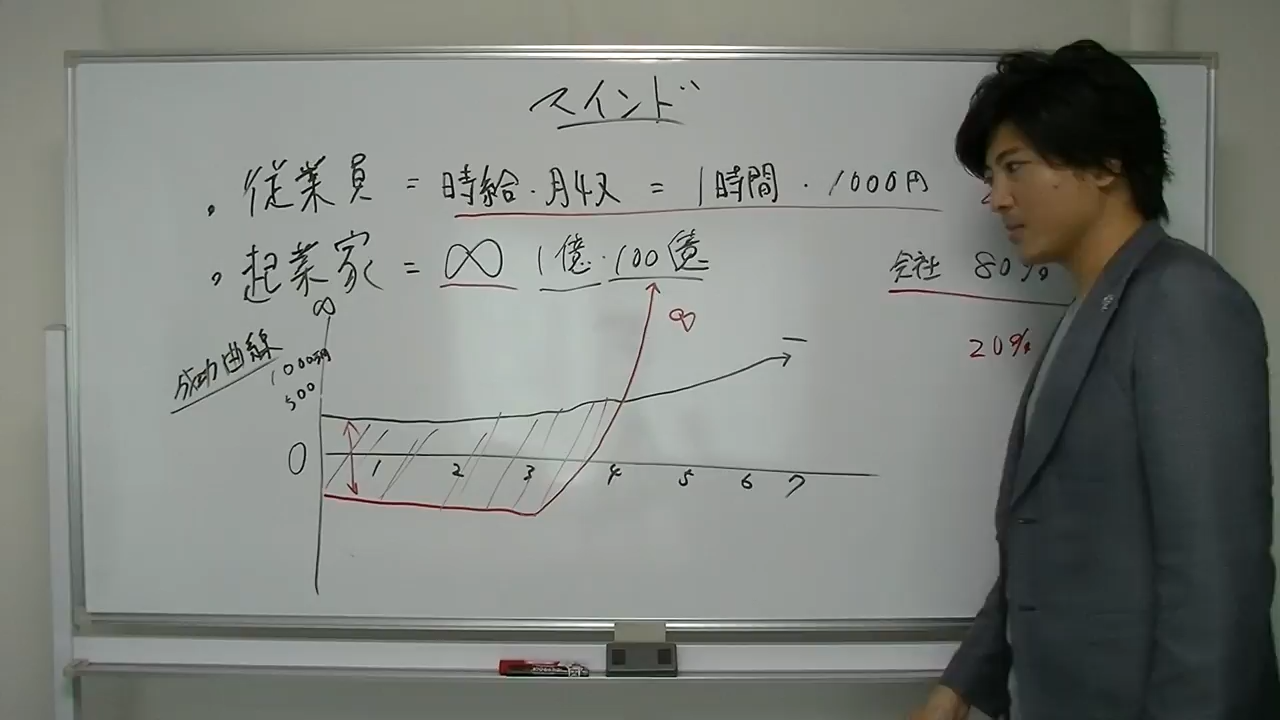 マインド
・従業員 = 時給・月収 = 1時間・1000円
・起業家 = ∞ 1億・100億
会社 80%
20%
成功曲線
∞
1000万
500
0
1 2 3 4 5 6 7
∞